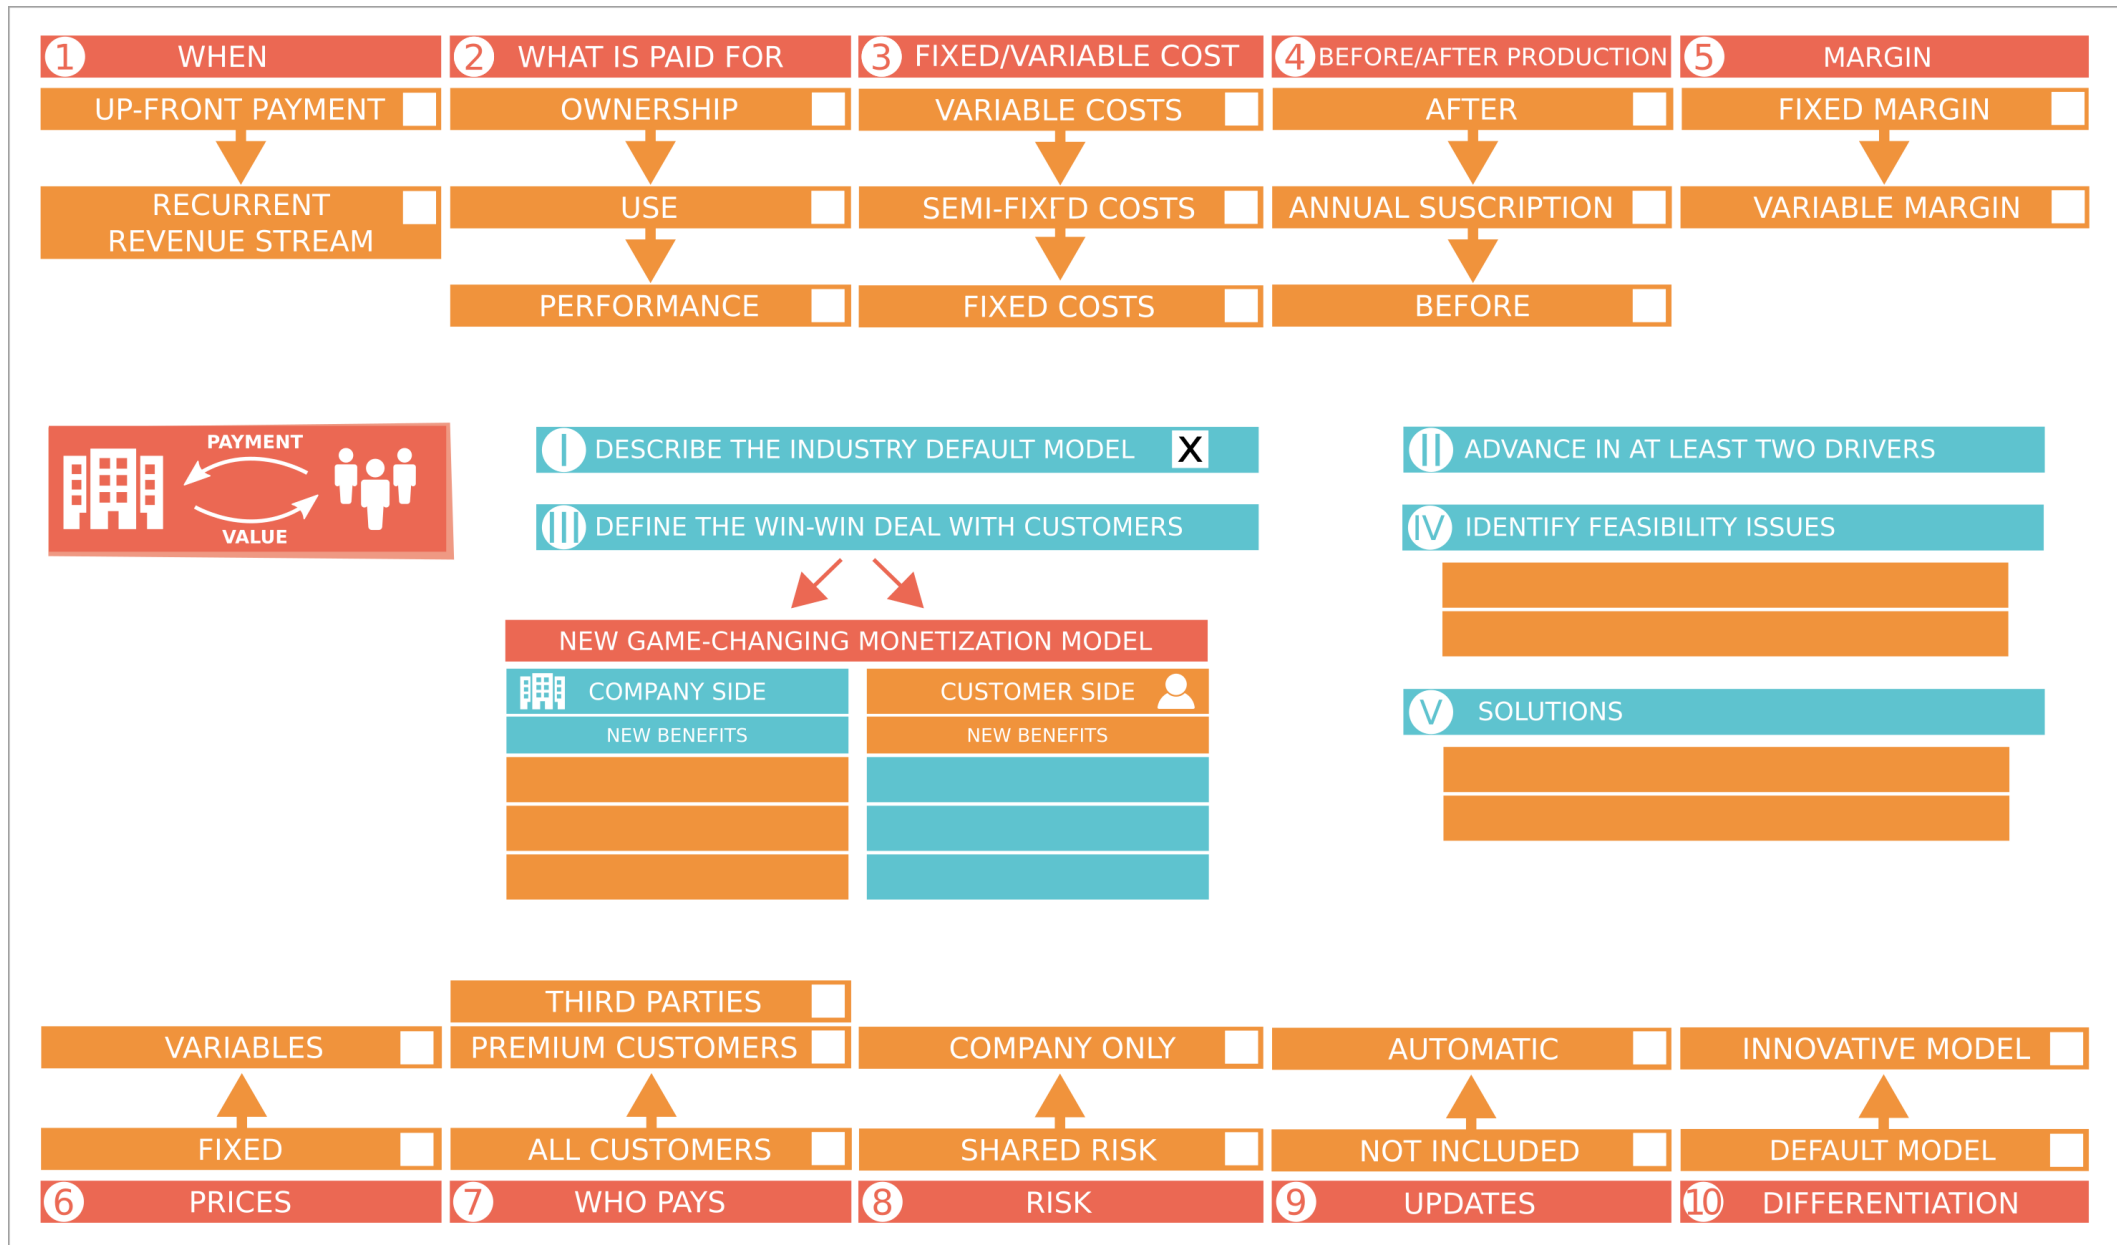 1 WHEN
UP-FRONT PAYMENT
RECURRENT
REVENUE STREAM
2 WHAT IS PAID FOR
OWNERSHIP
USE
PERFORMANCE
3 FIXED/VARIABLE COST
VARIABLE COSTS
SEMI-FIXED COSTS
FIXED COSTS
4 BEFORE/AFTER PRODUCTION
AFTER
ANNUAL SUSCRIPTION
BEFORE
5 MARGIN
FIXED MARGIN
VARIABLE MARGIN
PAYMENT
VALUE
I DESCRIBE THE INDUSTRY DEFAULT MODEL X
II ADVANCE IN AT LEAST TWO DRIVERS
III DEFINE THE WIN-WIN DEAL WITH CUSTOMERS
IV IDENTIFY FEASIBILITY ISSUES
NEW GAME-CHANGING MONETIZATION MODEL
COMPANY SIDE
NEW BENEFITS
CUSTOMER SIDE
NEW BENEFITS
V SOLUTIONS
VARIABLES
FIXED
6 PRICES
THIRD PARTIES
PREMIUM CUSTOMERS
ALL CUSTOMERS
7 WHO PAYS
COMPANY ONLY
SHARED RISK
8 RISK
AUTOMATIC
NOT INCLUDED
9 UPDATES
INNOVATIVE MODEL
DEFAULT MODEL
10 DIFFERENTIATION